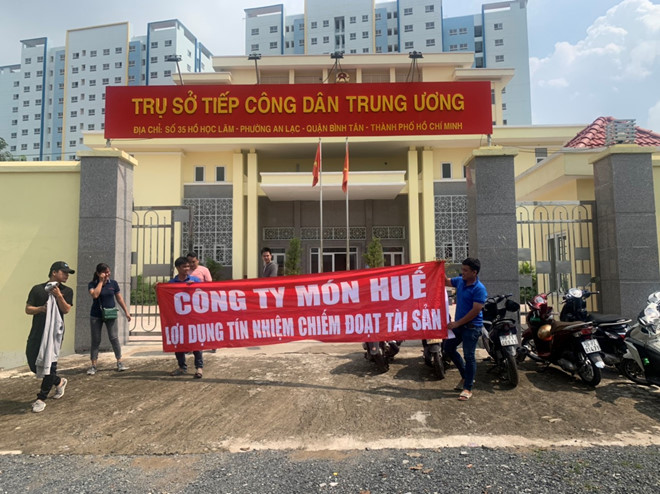 TRỤ SỞ TIẾP CÔNG DÂN TRUNG ƯƠNG
ĐỊA CHỈ: SỐ 35 HỒ HỌC LÃM - PHƯỜNG AN LẠC - QUẬN BÌNH TÂN - THÀNH PHỐ HỒ CHÍ MINH
CÔNG TY MÓN HUẾ
LỢI DỤNG TÍN NHIỆM CHIẾM ĐOẠT TÀI SẢN